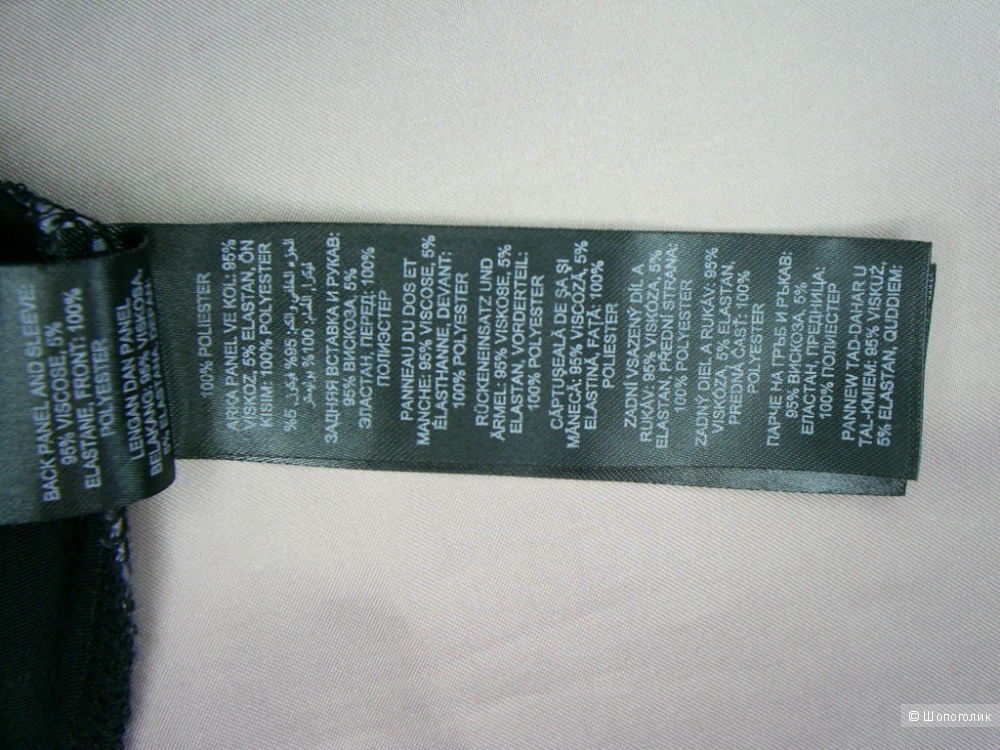 BACK PANEL AND SLEEVE:
95% VISCOSE, 5%
ELASTANE, FRONT: 100%
POLYESTER
LENGAN DAN PANEL
BELAKANG: 95% VISKOSA,
5% ELASTANA,
100% POLIESTER
ARKA PANEL VE KOL: 95%
VİSKOZ, 5% ELASTAN, ÖN
KISIM: 100% POLYESTER
ЗАДНЯЯ ВСТАВКА И РУКАВ:
95% ВИСКОЗА, 5%
ЭЛАСТАН, ПЕРЕД: 100%
ПОЛИЭСТЕР
PANNEAU DU DOS ET
MANCHE: 95% VISCOSE, 5%
ÉLASTHANNE, DEVANT:
100% POLYESTER
RÜCKENEINSATZ UND
ÄRMEL: 95% VISKOSE, 5%
ELASTAN, VORDERTEIL:
100% POLYESTER
CĂPTUŞEALĂ DE ŞA ŞI
MÂNECĂ: 95% VISCOZĂ, 5%
ELASTINĂ, FAŢĂ: 100%
POLIESTER
ZADNÍ VSAZENÝ DÍL A
RUKÁV: 95% VISKÓZA, 5%
ELASTAN, PŘEDNÍ STRANA:
100% POLYESTER
ZADNÝ DIEL A RUKÁV: 95%
VISKÓZA, 5% ELASTAN,
PREDNÁ ČASŤ: 100%
POLYESTER
ПАРЧЕ НА ГРЪБ И РЪКАВ:
95% ВИСКОЗА, 5%
ЕЛАСТАН, ПРЕДНИЦА:
100% ПОЛИЕСТЕР
PANNEW TAD-DAHAR U
TAL-KMIEM: 95% VISKUŻ,
5% ELASTAN, QUDDIEM:
© Шопоголик